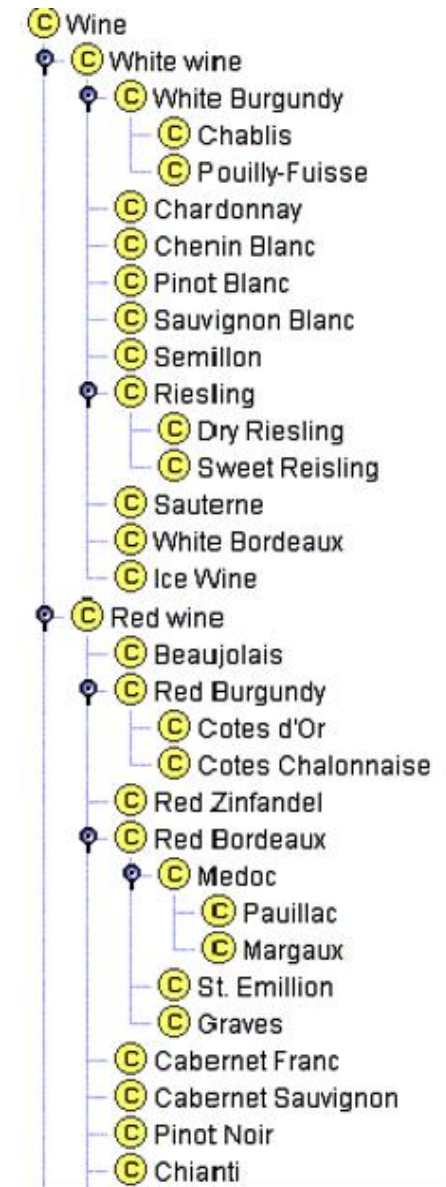 C Wine
C White wine
C White Burgundy
C Chablis
C Pouilly-Fuisse
C Chardonnay
C Chenin Blanc
C Pinot Blanc
C Sauvignon Blanc
C Semillon
C Riesling
C Dry Riesling
C Sweet Reisling
C Sauterne
C White Bordeaux
C Ice Wine
C Red wine
C Beaujolais
C Red Burgundy
C Cotes d'Or
C Cotes Chalonnaise
C Red Zinfandel
C Red Bordeaux
C Medoc
C Pauillac
C Margaux
C St. Emillion
C Graves
C Cabernet Franc
C Cabernet Sauvignon
C Pinot Noir
C Chianti